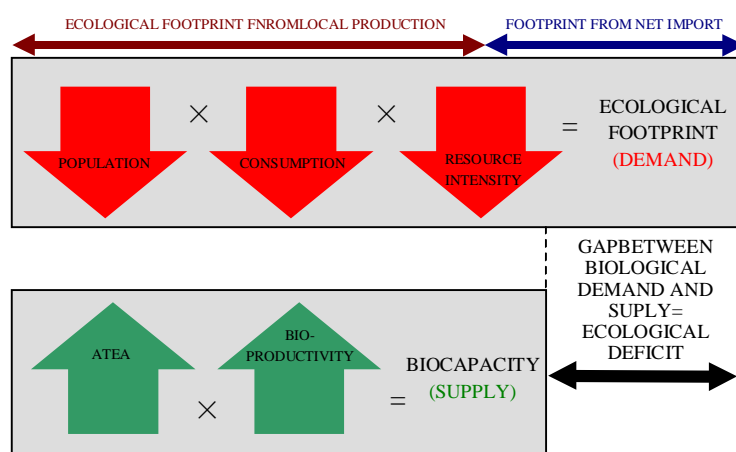 ECOLOGICAL FOOTPRINT FNROMLOCAL PRODUCTION
FOOTPRINT FROM NET IMPORT
POPULATION
×
CONSUMPTION
×
RESOURCE
INTENSITY
=
ECOLOGICAL
FOOTPRINT
(DEMAND)
GAPBETWEEN
BIOLOGICAL
DEMAND AND
SUPLY=
ECOLOGICAL
DEFICIT
ATEA
×
BIO-
PRODUCTIVITY
=
BIOCAPACITY
(SUPPLY)